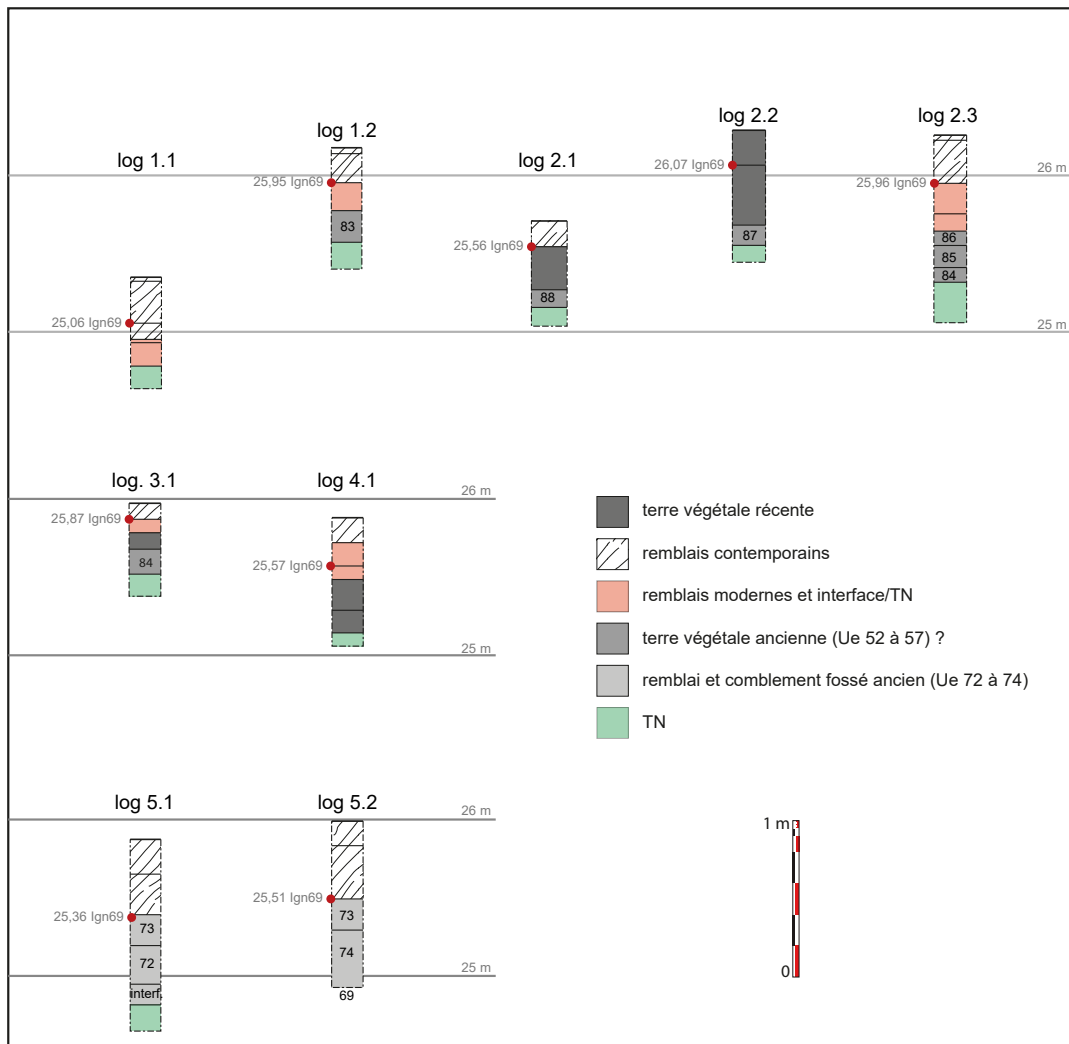 log 1.1
log 1.2
log 2.1
log 2.2
log 2.3
26 m
25,95 Ign69
26,07 Ign69
25,96 Ign69
83
25,56 Ign69
87
86
85
84
88
25,06 Ign69
25 m
log. 3.1
log 4.1
26 m
25,87 Ign69
84
25,57 Ign69
25 m
terre végétale récente
remblais contemporains
remblais modernes et interface/TN
terre végétale ancienne (Ue 52 à 57) ?
remblai et comblement fossé ancien (Ue 72 à 74)
TN
log 5.1
log 5.2
26 m
25,36 Ign69
25,51 Ign69
73
72
interf.
73
74
69
25 m
1 m
0